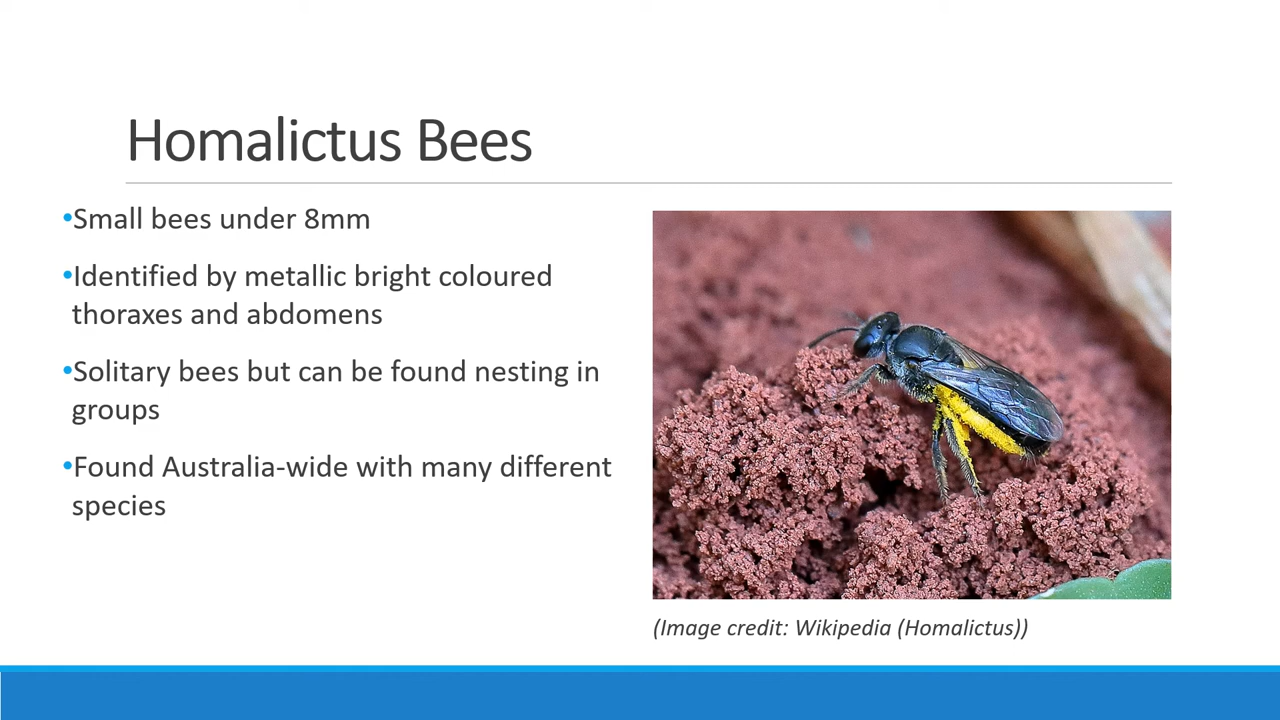 Homalictus Bees
•Small bees under 8mm
•Identified by metallic bright coloured
thoraxes and abdomens
•Solitary bees but can be found nesting in
groups
•Found Australia-wide with many different
species
(Image credit: Wikipedia (Homalictus))